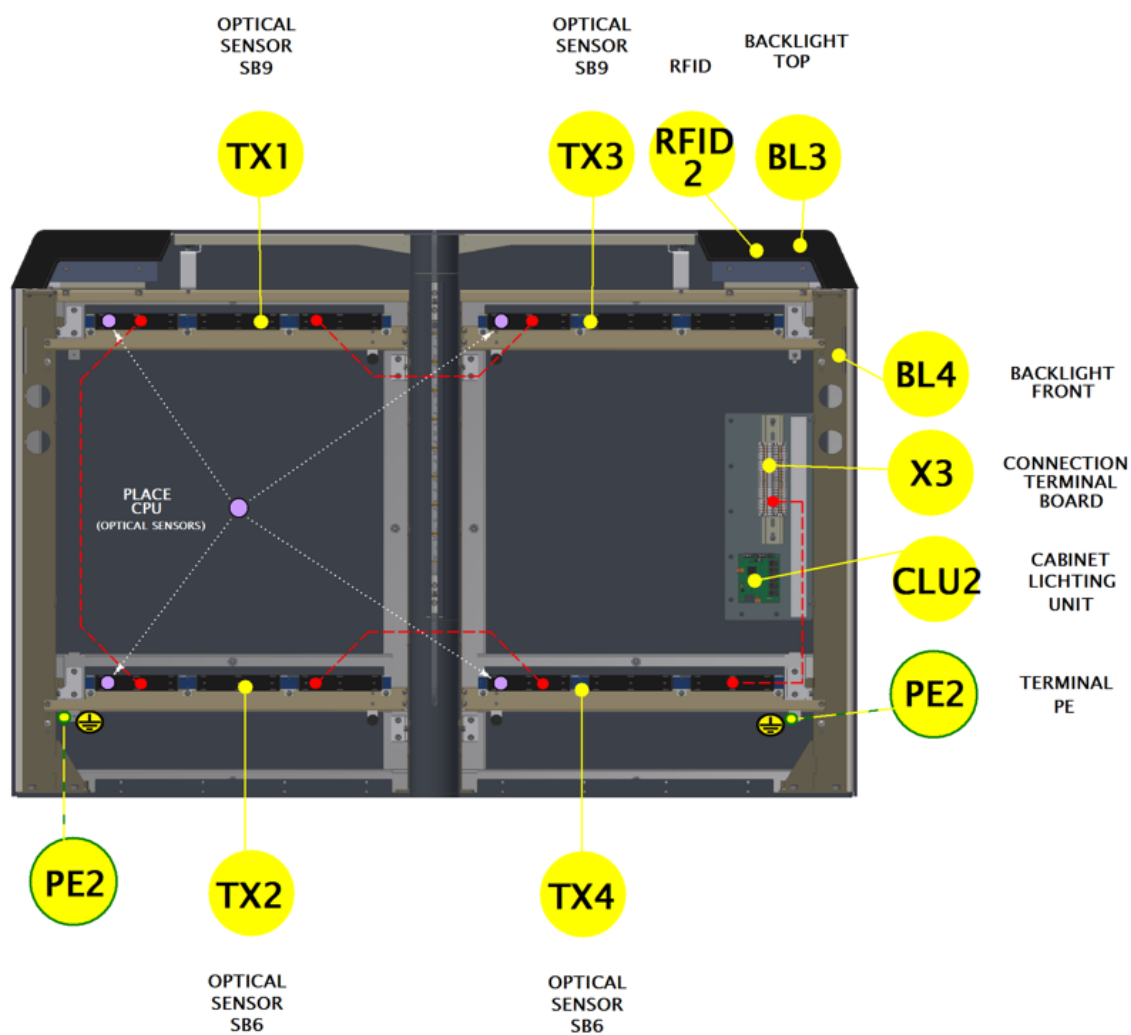 OPTICAL
SENSOR
SB9
OPTICAL
SENSOR
SB9
RFID
BACKLIGHT
TOP
TX1
TX3
RFID
2
BL3
BL4
BACKLIGHT
FRONT
X3
CONNECTION
TERMINAL
BOARD
PLACE
CPU
(OPTICAL SENSORS)
CLU2
CABINET
LICHTING
UNIT
PE2
TERMINAL
PE
PE2
TX2
TX4
OPTICAL
SENSOR
SB6
OPTICAL
SENSOR
SB6